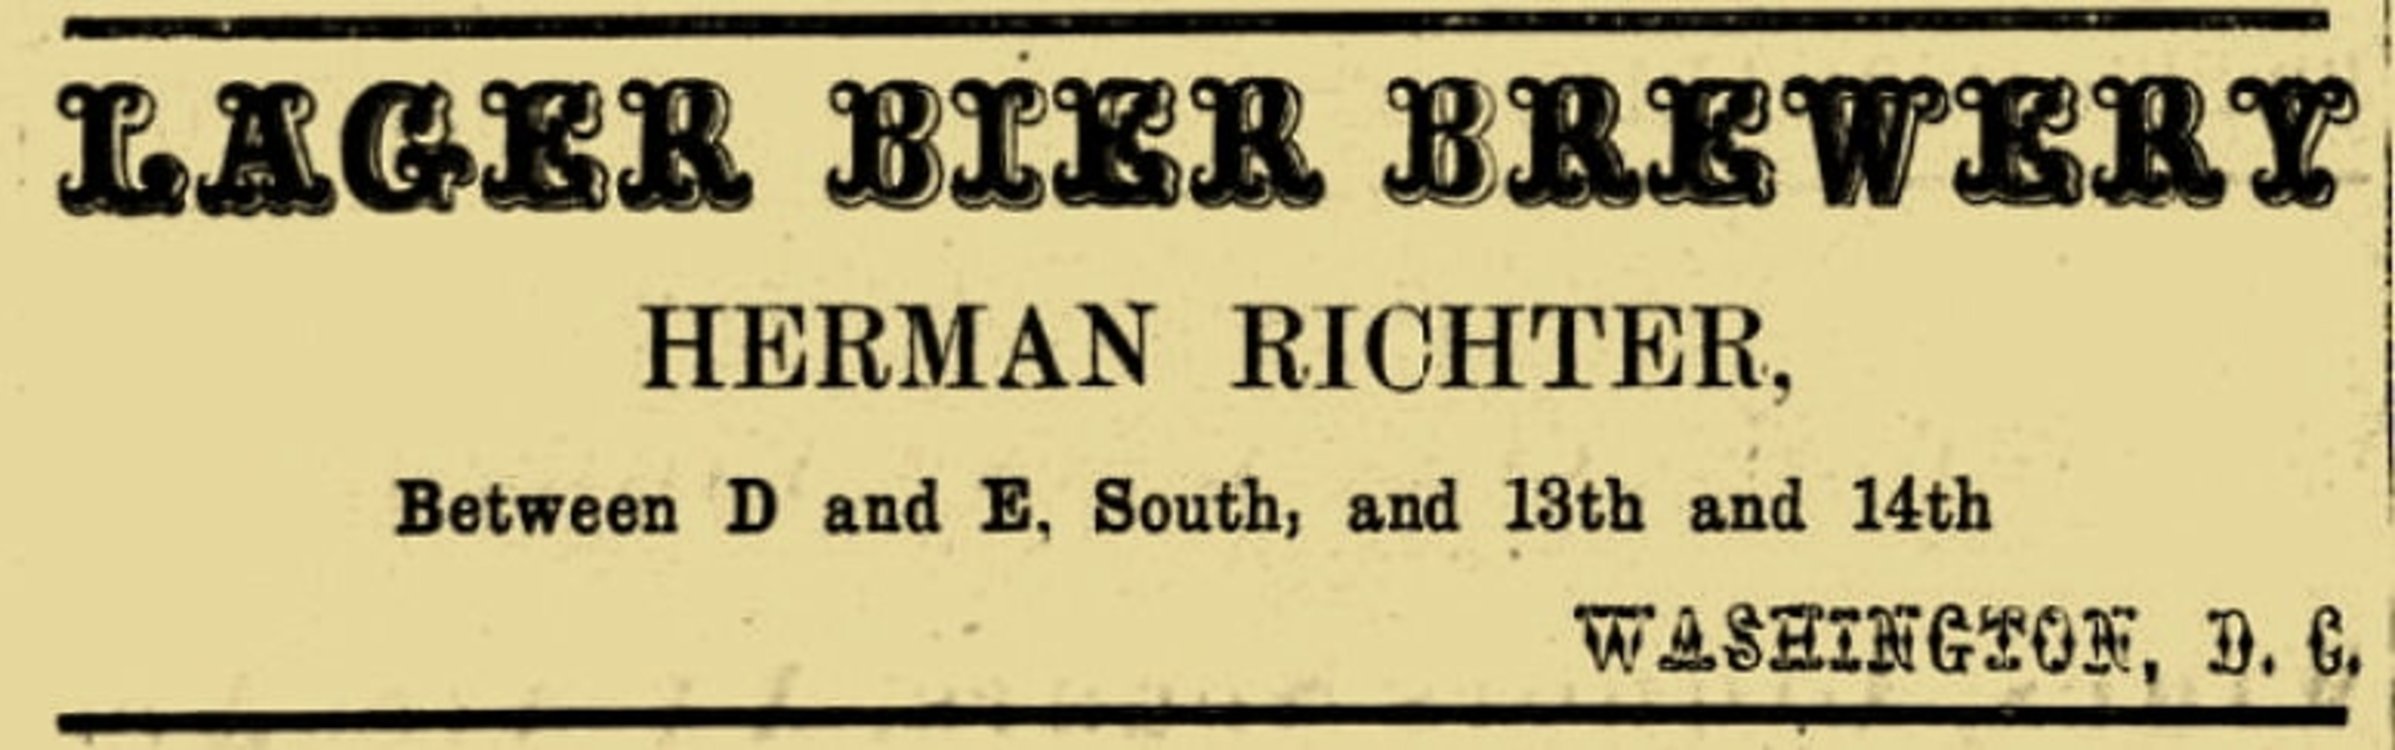 LAGER BIER BREWERY
HERMAN RICHTER,
Between D and E, South, and 13th and 14th
WASHINGTON, D. C.